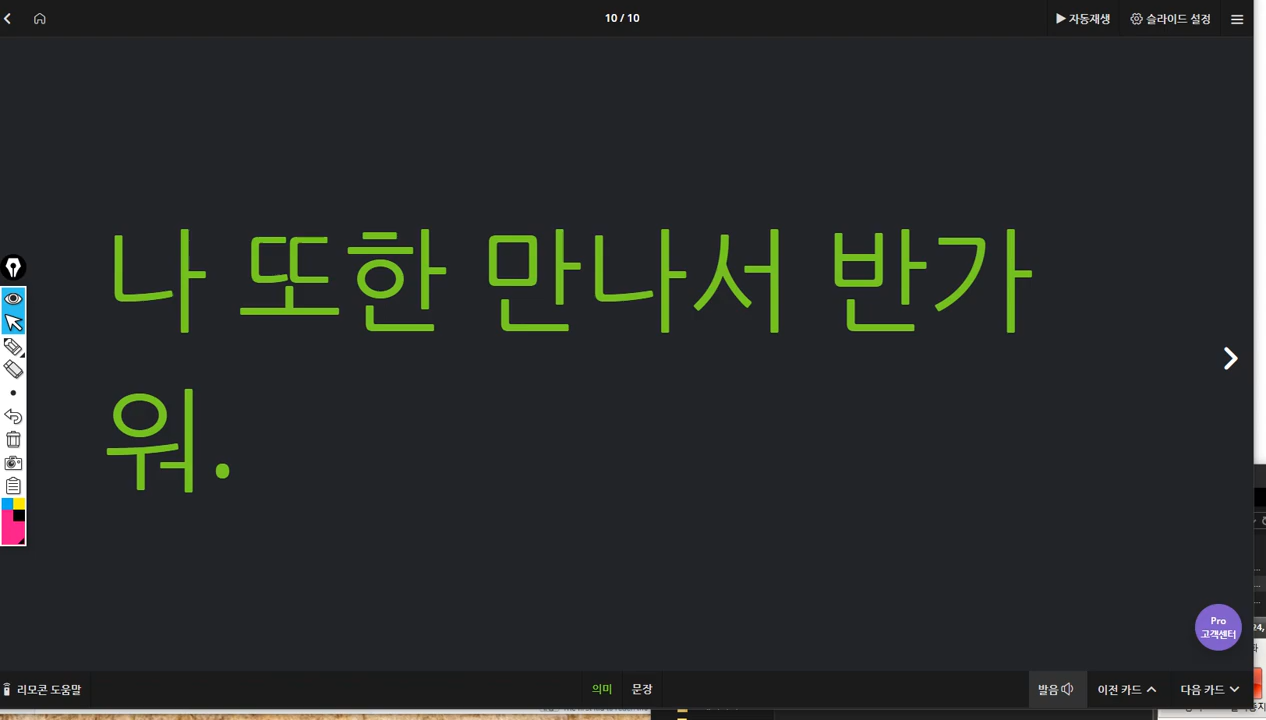 10 / 10
자동재생
슬라이드 설정
나 또한 만나서 반가
워.
Pro
고객센터
리모콘 도움말
의미
문장
발음
이전 카드
다음 카드